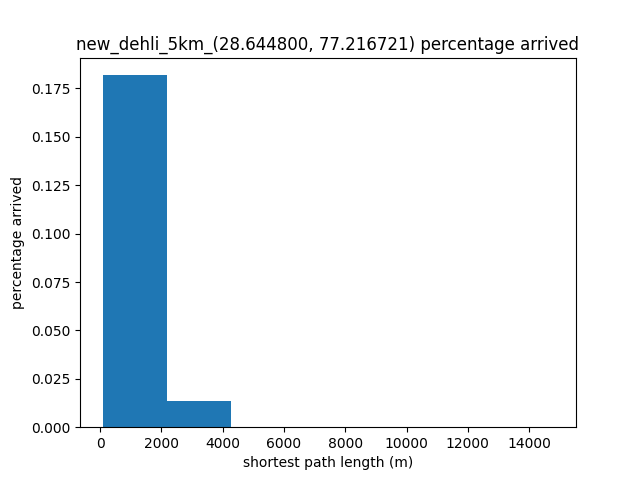 new_dehli_5km_(28.644800, 77.216721) percentage arrived
0.175
0.150
0.125
0.100
0.075
0.050
0.025
0.000
percentage arrived
0 2000 4000 6000 8000 10000 12000 14000
shortest path length (m)